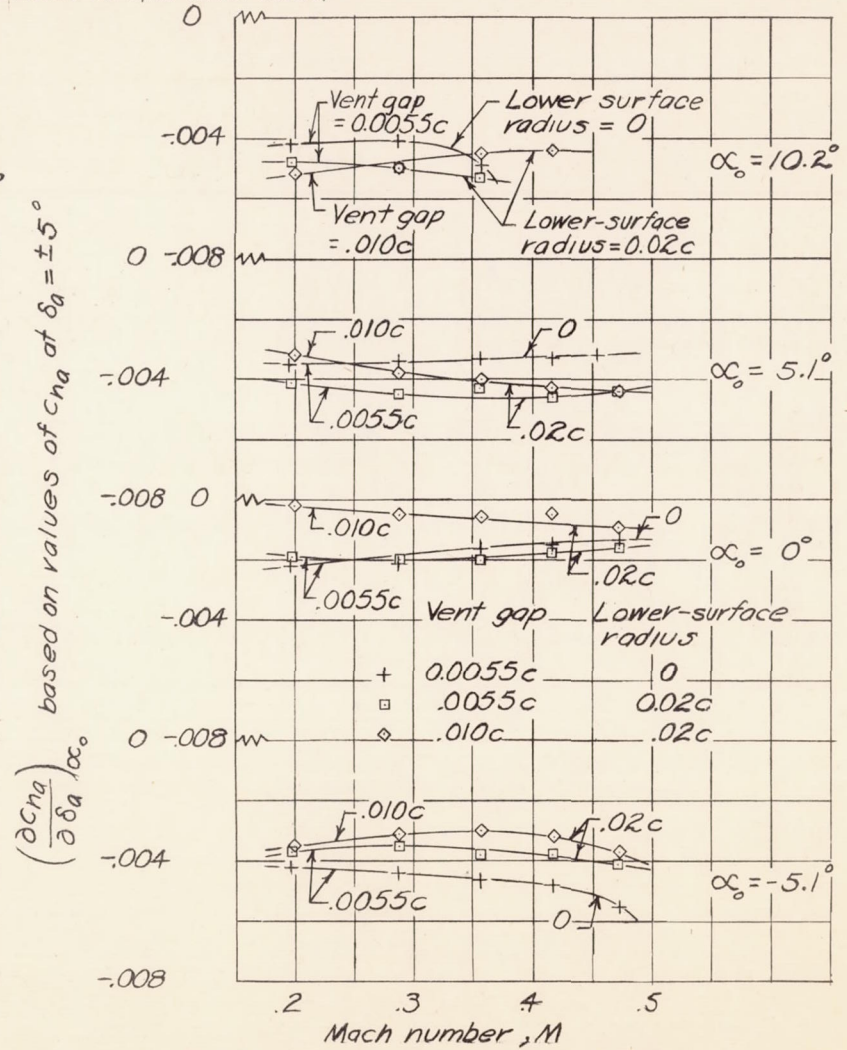 0
Vent gap
= 0.0055c
Lower surface
radius = 0
-.004
α₀ = 10.2°
Vent gap
= .010c
Lower-surface
radius = 0.02c
0 -.008
.010c
0
-.004
α₀ = 5.1°
.0055c
.02c
-.008 0
.010c
0
α₀ = 0°
.0055c
.02c
-.004
Vent gap Lower-surface
radius
+ 0.0055c 0
□ .0055c 0.02c
◇ .010c .02c
0 -.008
.010c
.02c
-.004
α₀ = -5.1°
.0055c
0
-.008
.2 .3 .4 .5
Mach number, M
(∂cna/∂δa)α₀ based on values of cna at δa = ±5°